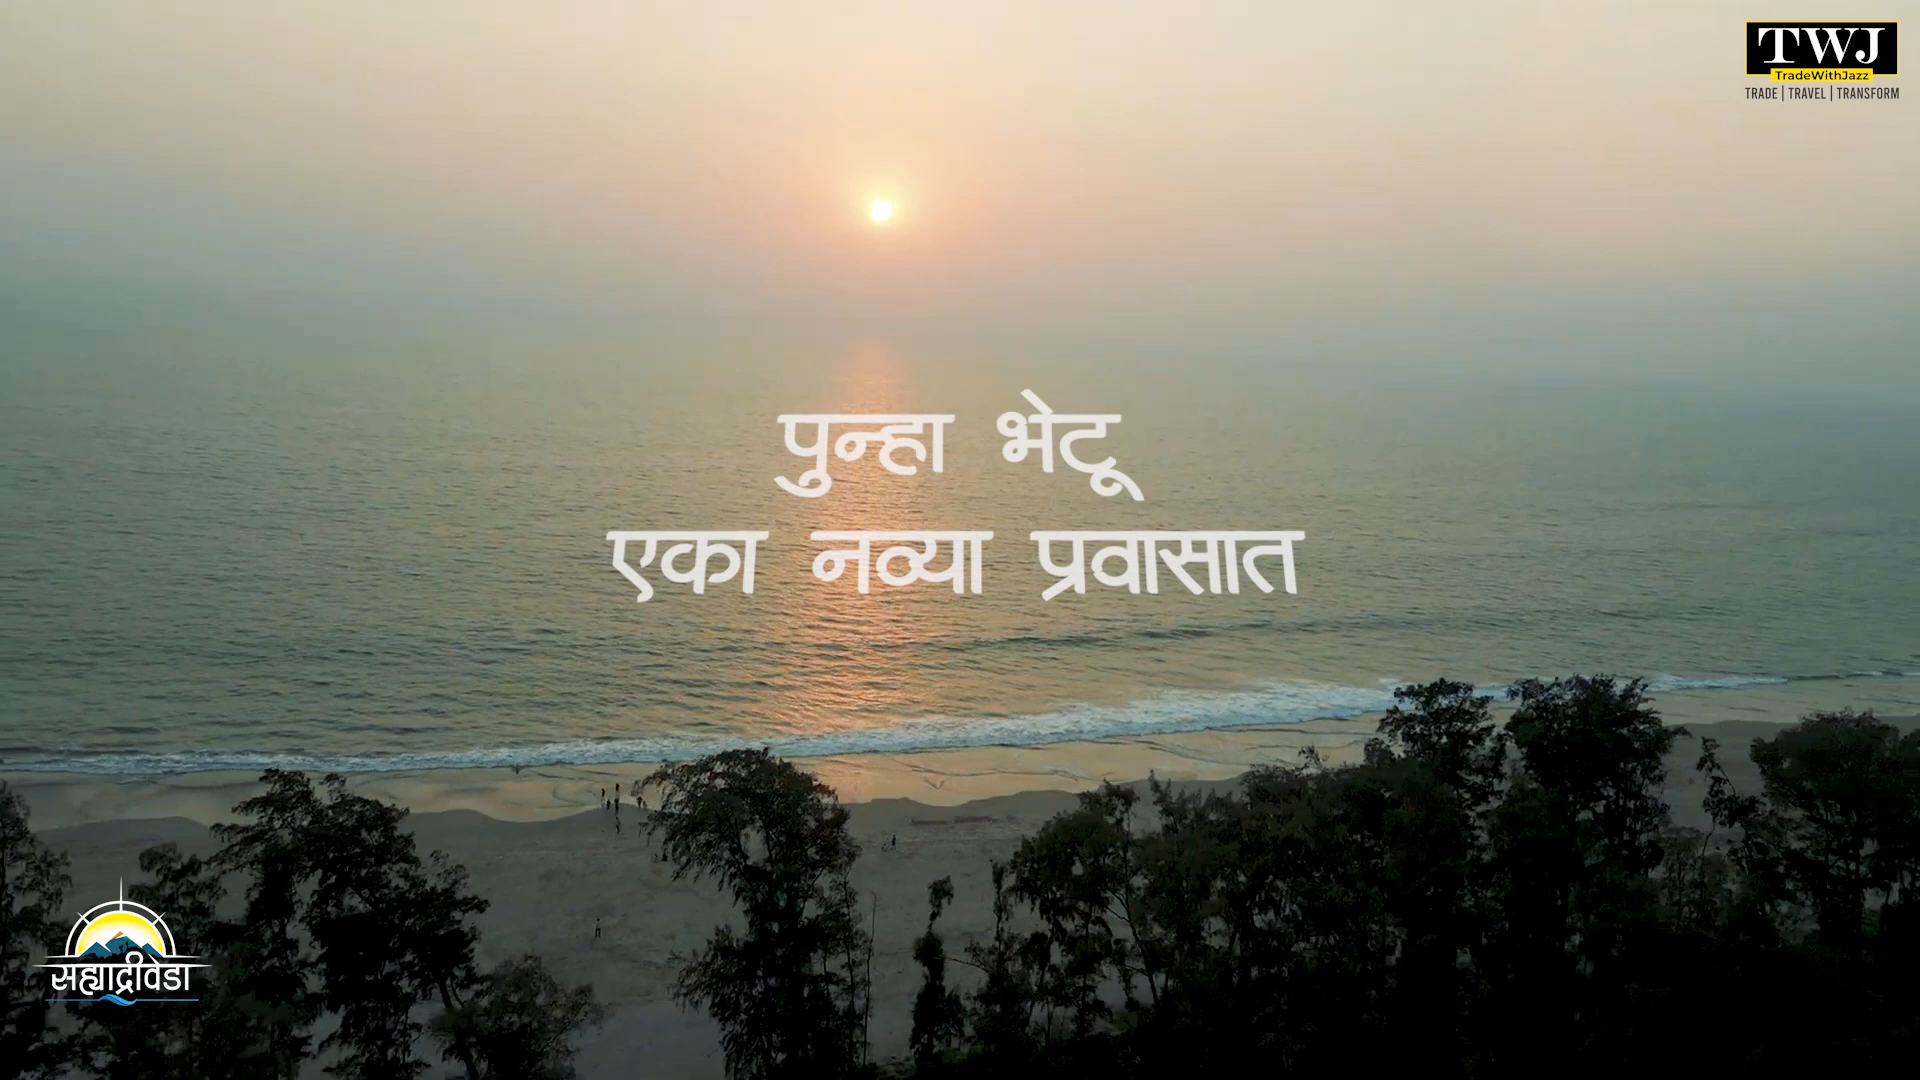 TWJ
TradeWithJazz
TRADE | TRAVEL | TRANSFORM
पुन्हा भेटू
एका नव्या प्रवासात
सह्याद्रीवेडा